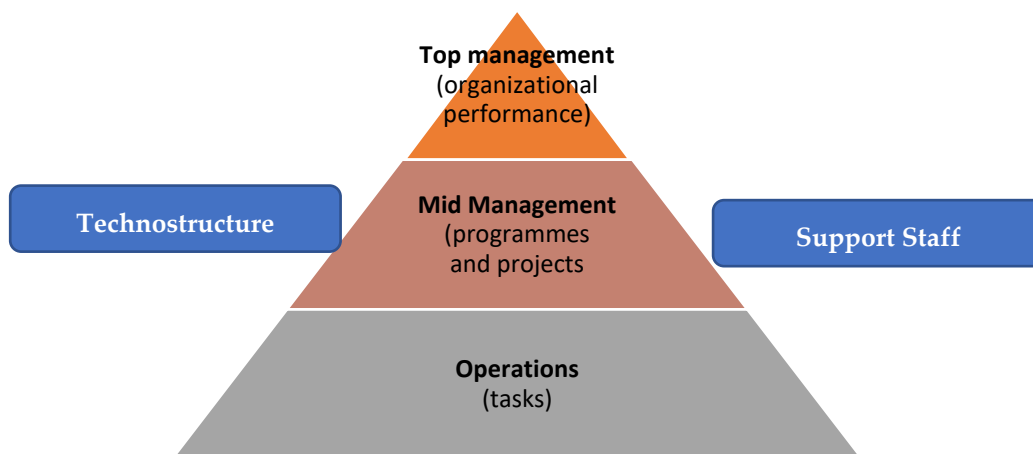 Top management
(organizational
performance)
Technostructure
Mid Management
(programmes
and projects
Support Staff
Operations
(tasks)